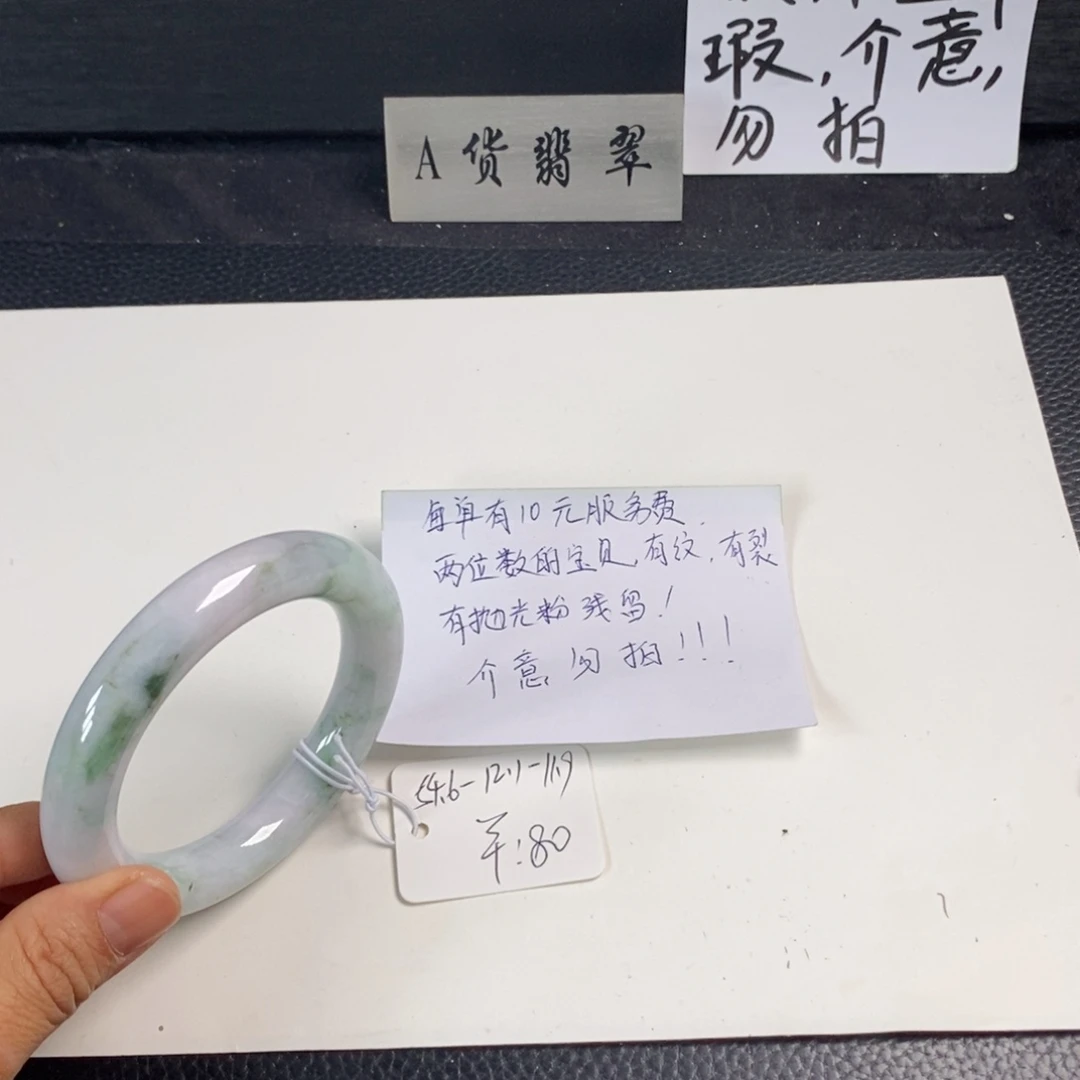 瑕,介意,
勿拍
A货翡翠
每单有10元服务费
两位数的宝贝,有纹,有裂
有抛光粉残留!
介意勿拍!!!
54.6-12.1-11.9
¥:80